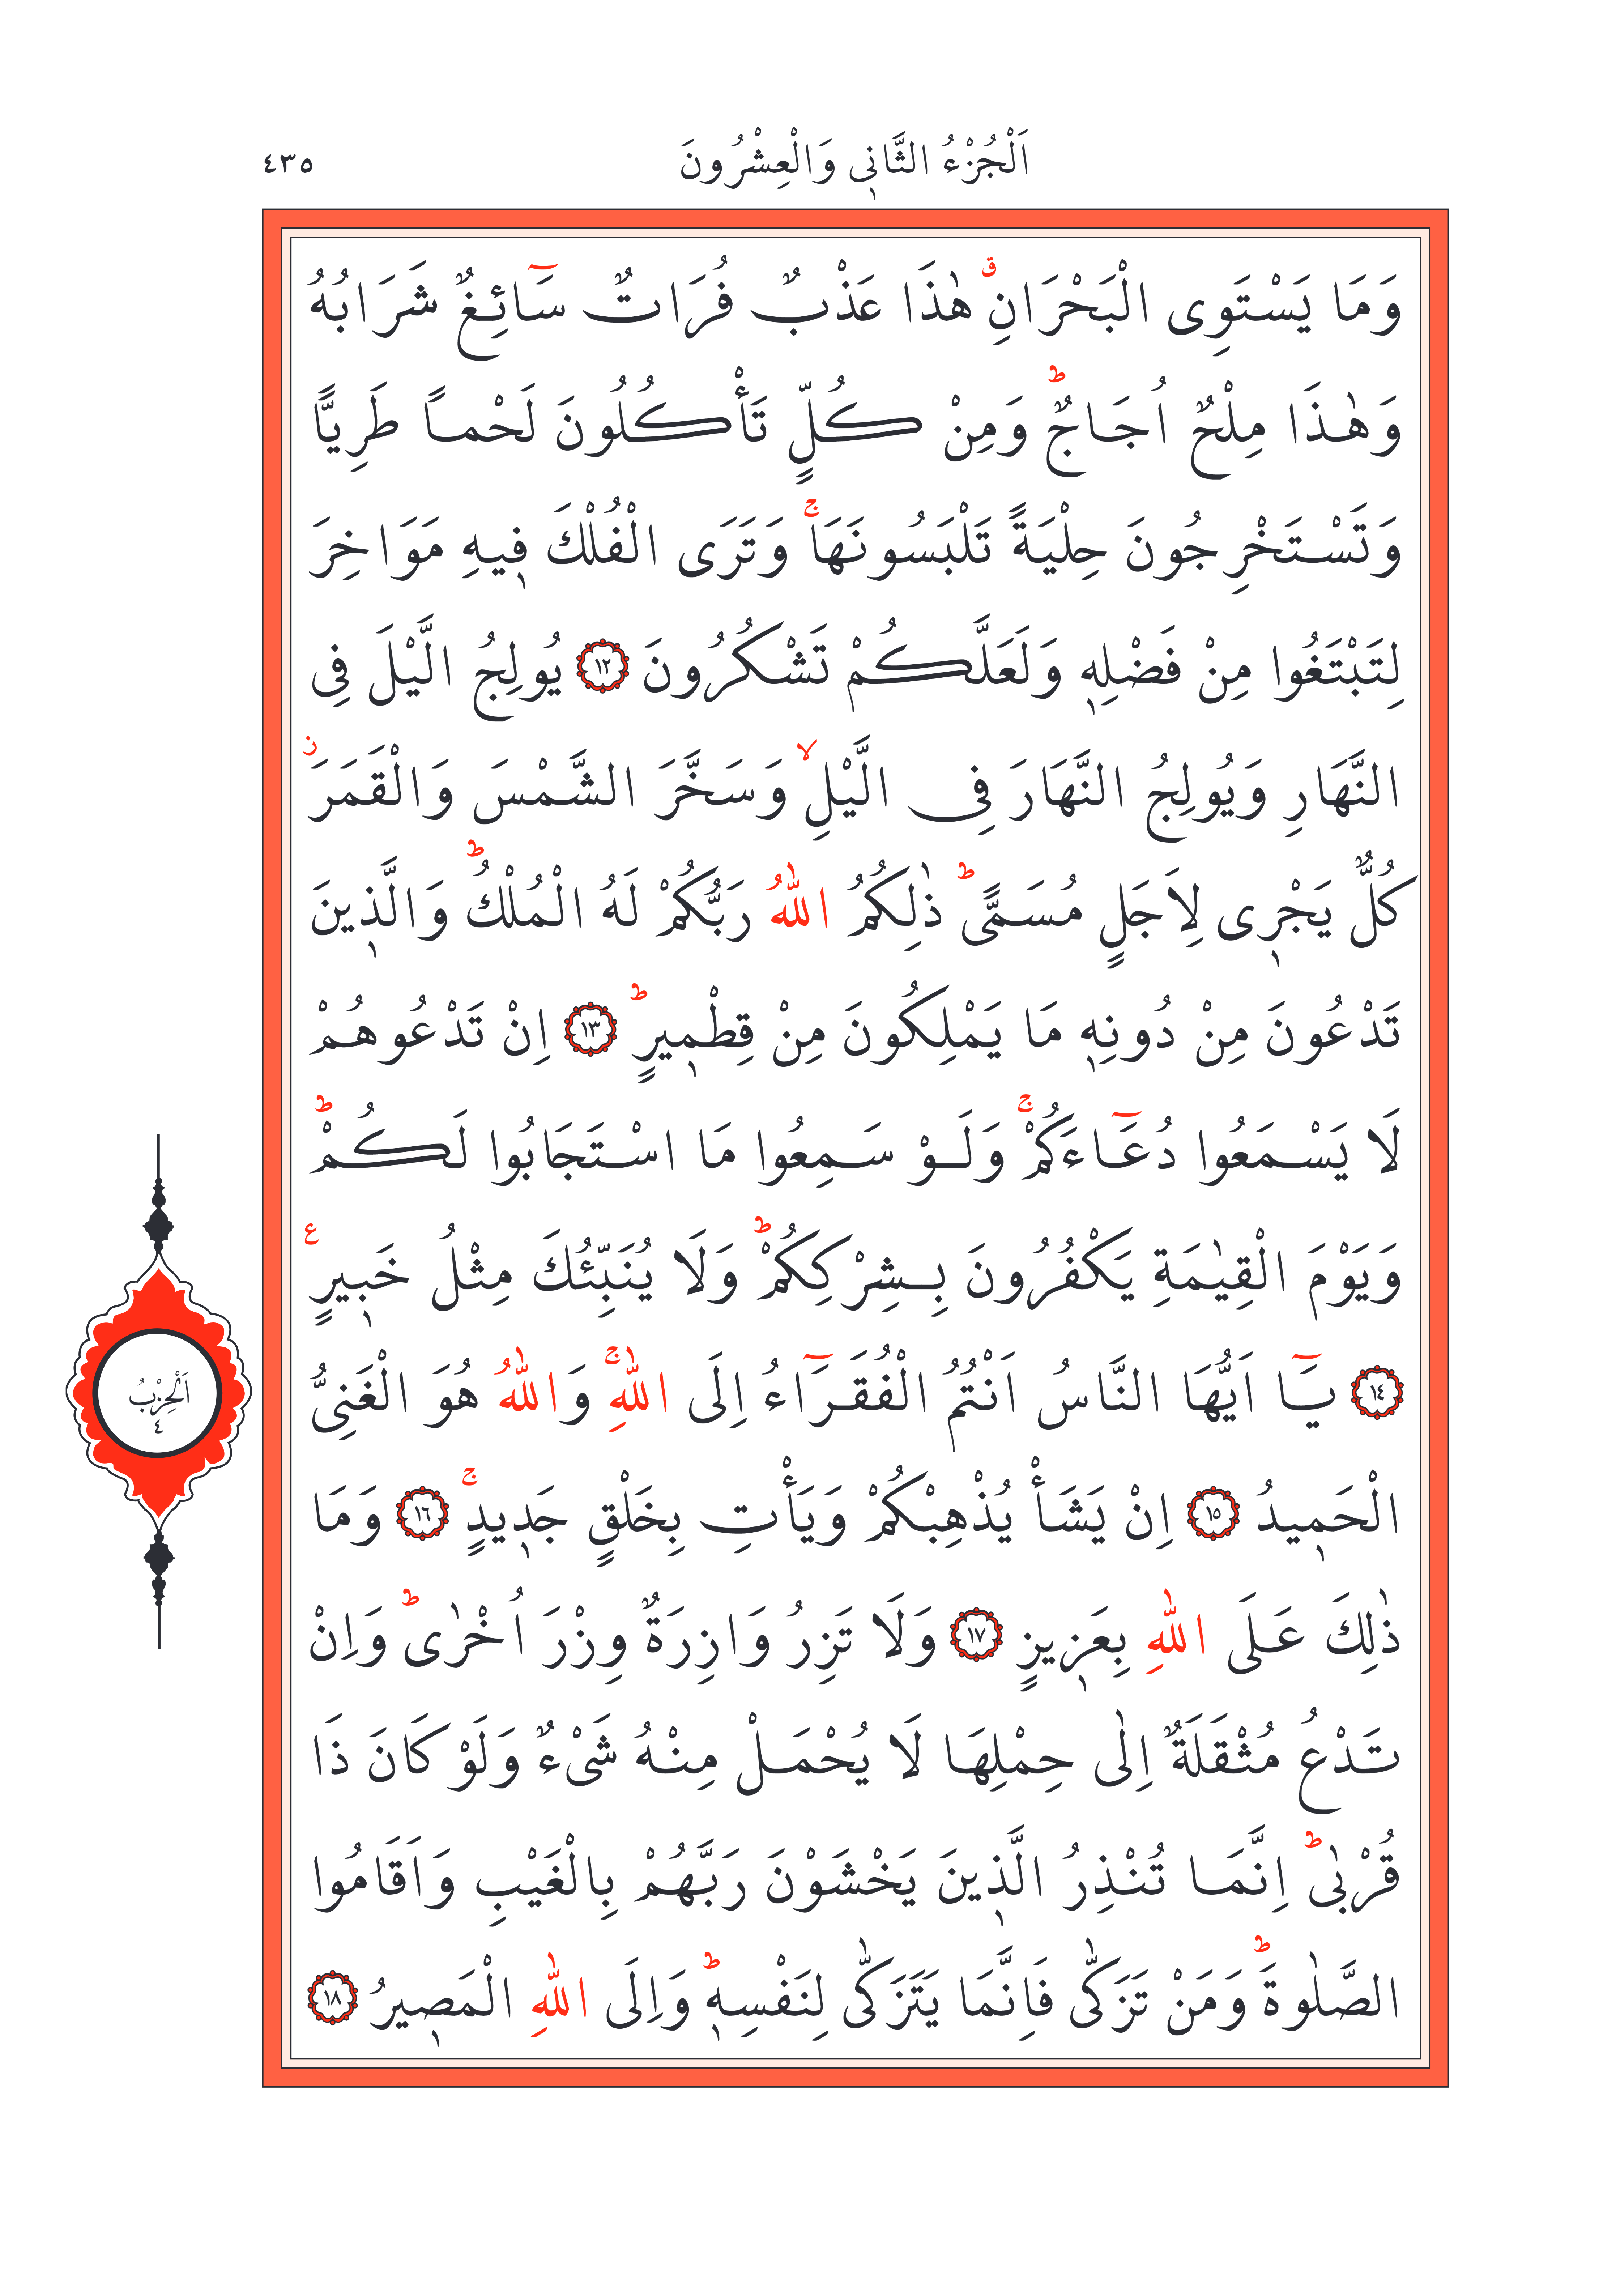 اَلْجُزْءُ الثَّانٖى وَالْعِشْرُونَ
٤٣٥
وَمَا يَسْتَوِى الْبَحْرَانِۗ هٰذَا عَذْبٌ فُرَاتٌ سَٓائِغٌ شَرَابُهُ
وَهٰذَا مِلْحٌ اُجَاجٌؕ وَمِنْ كُلٍّ تَأْكُلُونَ لَحْماً طَرِياًّ
وَتَسْتَخْرِجُونَ حِلْيَةً تَلْبَسُونَهَاۚ وَتَرَى الْفُلْكَ فٖيهِ مَوَاخِرَ
لِتَبْتَغُوا مِنْ فَضْلِهٖ وَلَعَلَّكُمْ تَشْكُرُونَ ١٢ يُولِجُ الَّيْلَ فِى
النَّهَارِ وَيُولِجُ النَّهَارَ فِى الَّيْلِۙ وَسَخَّرَ الشَّمْسَ وَالْقَمَرَؗ
كُلٌّ يَجْرٖى لِاَجَلٍ مُسَمًّىؕ ذٰلِكُمُ اللّٰهُ رَبُّكُمْ لَهُ الْمُلْكُؕ وَالَّذٖينَ
تَدْعُونَ مِنْ دُونِهٖ مَا يَمْلِكُونَ مِنْ قِطْمٖيرٍؕ ١٣ اِنْ تَدْعُوهُمْ
لَا يَسْمَعُوا دُعَٓاءَكُمْۚ وَلَوْ سَمِعُوا مَا اسْتَجَابُوا لَكُمْؕ
وَيَوْمَ الْقِيٰمَةِ يَكْفُرُونَ بِشِرْكِكُمْؕ وَلَا يُنَبِّئُكَ مِثْلُ خَبٖيرٍ ع
١٤ يَٓا اَيُّهَا النَّاسُ اَنْتُمُ الْفُقَرَٓاءُ اِلَى اللّٰهِۚ وَاللّٰهُ هُوَ الْغَنِىُّ
الْحَمٖيدُ ١٥ اِنْ يَشَأْ يُذْهِبْكُمْ وَيَأْتِ بِخَلْقٍ جَدٖيدٍۚ ١٦ وَمَا
ذٰلِكَ عَلَى اللّٰهِ بِعَزٖيزٍ ١٧ وَلَا تَزِرُ وَازِرَةٌ وِزْرَ اُخْرٰىؕ وَاِنْ
تَدْعُ مُثْقَلَةٌ اِلٰى حِمْلِهَا لَا يُحْمَلْ مِنْهُ شَىْءٌ وَلَوْ كَانَ ذَا
قُرْبٰىؕ اِنَّمَا تُنْذِرُ الَّذٖينَ يَخْشَوْنَ رَبَّهُمْ بِالْغَيْبِ وَاَقَامُوا
الصَّلٰوةَؕ وَمَنْ تَزَكّٰى فَاِنَّمَا يَتَزَكّٰى لِنَفْسِهٖؕ وَاِلَى اللّٰهِ الْمَصٖيرُ ١٨
اَلْحِزْبُ
٤